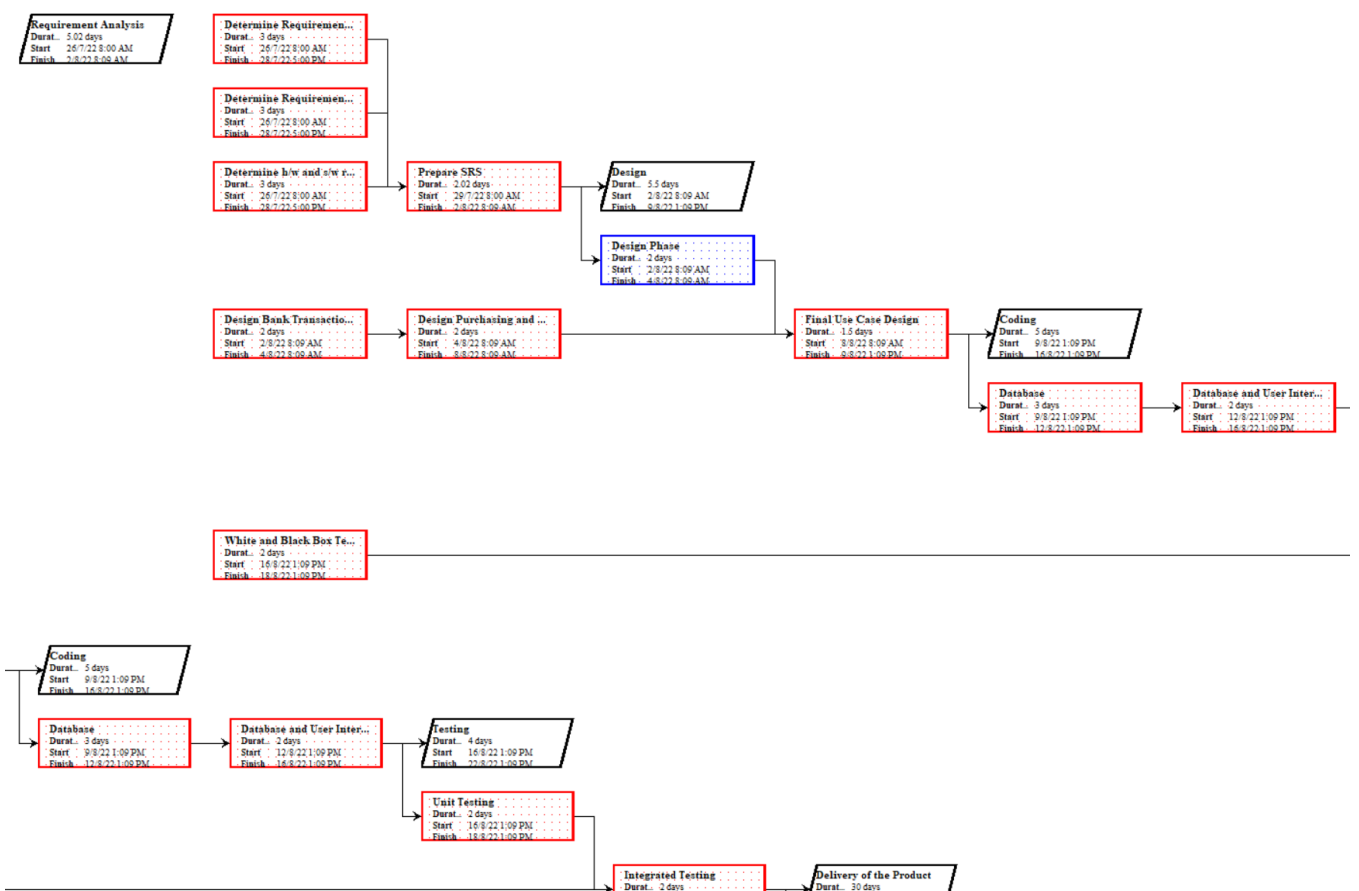 Requirement Analysis
Durat... 5.02 days
Start 26/7/22 8:00 AM
Finish 2/8/22 8:09 AM
Determine Requiremen...
Durat... 3 days
Start 26/7/22 8:00 AM
Finish 28/7/22 5:00 PM
Determine Requiremen...
Durat... 3 days
Start 26/7/22 8:00 AM
Finish 28/7/22 5:00 PM
Determine h/w and s/w r...
Durat... 3 days
Start 26/7/22 8:00 AM
Finish 28/7/22 5:00 PM
Prepare SRS
Durat... 2.02 days
Start 29/7/22 8:00 AM
Finish 2/8/22 8:09 AM
Design
Durat... 5.5 days
Start 2/8/22 8:09 AM
Finish 9/8/22 1:09 PM
Design Phase
Durat... 2 days
Start 2/8/22 8:09 AM
Finish 4/8/22 8:09 AM
Design Bank Transactio...
Durat... 2 days
Start 2/8/22 8:09 AM
Finish 4/8/22 8:09 AM
Design Purchasing and ...
Durat... 2 days
Start 4/8/22 8:09 AM
Finish 8/8/22 8:09 AM
Final Use Case Design
Durat... 1.5 days
Start 8/8/22 8:09 AM
Finish 9/8/22 1:09 PM
Coding
Durat... 5 days
Start 9/8/22 1:09 PM
Finish 16/8/22 1:09 PM
Database
Durat... 3 days
Start 9/8/22 1:09 PM
Finish 12/8/22 1:09 PM
Database and User Inter...
Durat... 2 days
Start 12/8/22 1:09 PM
Finish 16/8/22 1:09 PM
White and Black Box Te...
Durat... 2 days
Start 16/8/22 1:09 PM
Finish 18/8/22 1:09 PM
Coding
Durat... 5 days
Start 9/8/22 1:09 PM
Finish 16/8/22 1:09 PM
Database
Durat... 3 days
Start 9/8/22 1:09 PM
Finish 12/8/22 1:09 PM
Database and User Inter...
Durat... 2 days
Start 12/8/22 1:09 PM
Finish 16/8/22 1:09 PM
Testing
Durat... 4 days
Start 16/8/22 1:09 PM
Finish 22/8/22 1:09 PM
Unit Testing
Durat... 2 days
Start 16/8/22 1:09 PM
Finish 18/8/22 1:09 PM
Integrated Testing
Durat... 2 days
Delivery of the Product
Durat... 30 days